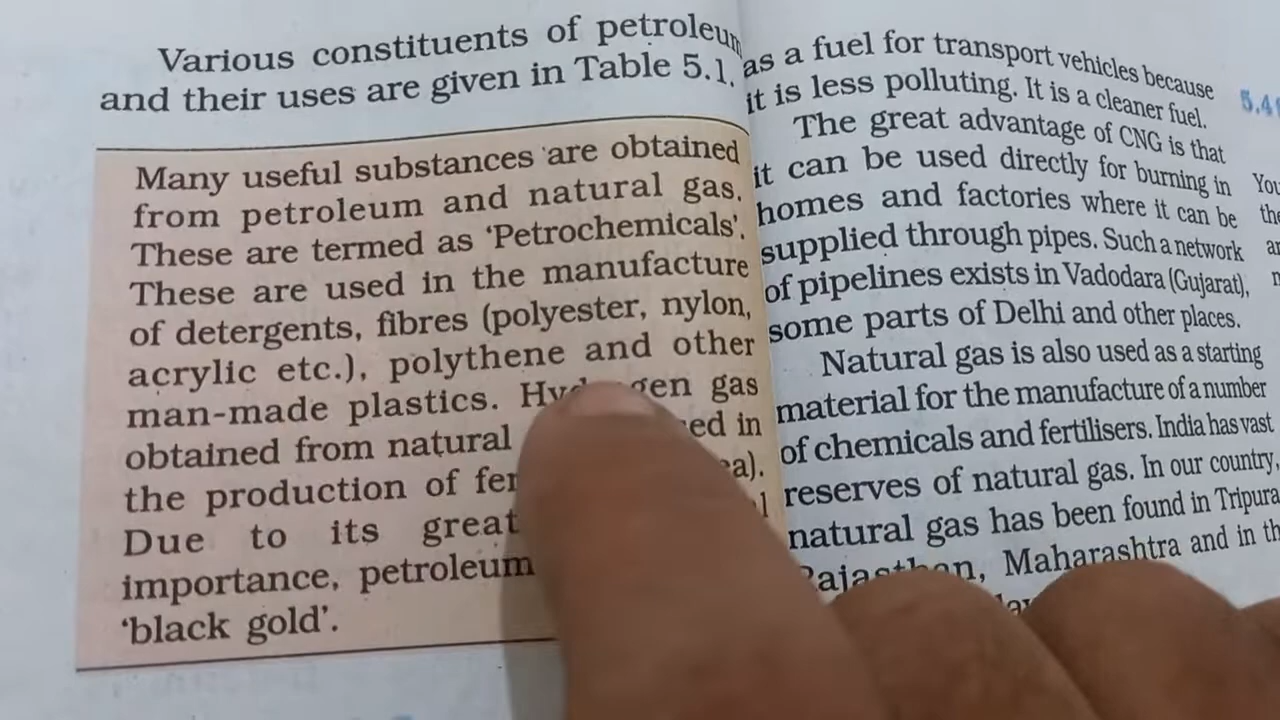 Various constituents of petroleum
and their uses are given in Table 5.1.
Many useful substances are obtained
from petroleum and natural gas.
These are termed as 'Petrochemicals'.
These are used in the manufacture
of detergents, fibres (polyester, nylon,
acrylic etc.), polythene and other
man-made plastics. gas
obtained from natural in
the production of
Due to its great
importance, petroleum
'black gold'.
as a fuel for transport vehicles because
it is less polluting. It is a cleaner fuel.
The great advantage of CNG is that
it can be used directly for burning in
homes and factories where it can be
supplied through pipes. Such a network
of pipelines exists in Vadodara (Gujarat),
some parts of Delhi and other places.
Natural gas is also used as a starting
material for the manufacture of a number
of chemicals and fertilisers. India has vast
reserves of natural gas. In our country,
natural gas has been found in Tripura
Rajasthan, Maharashtra and in